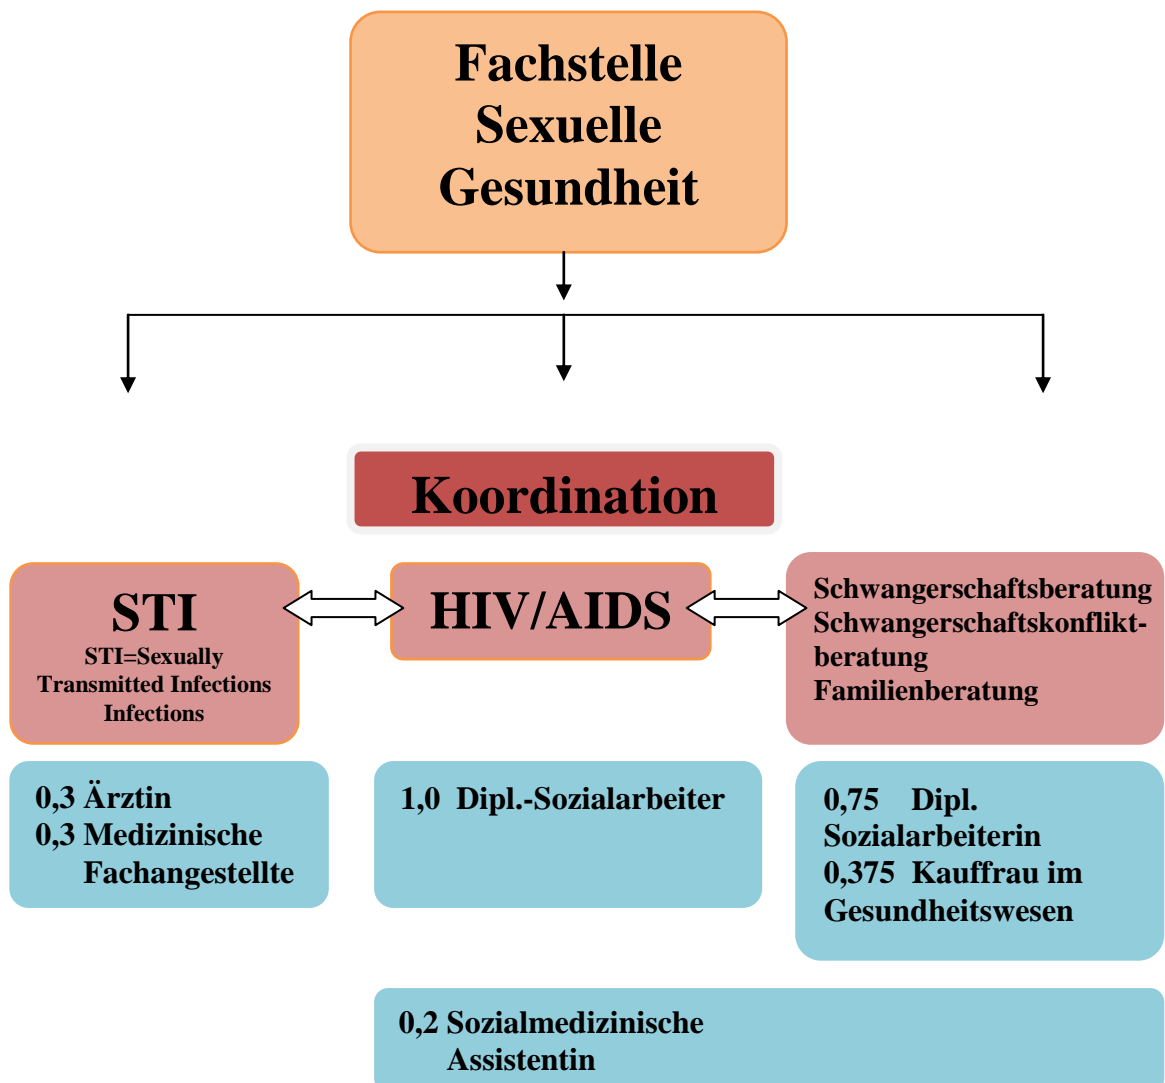 Fachstelle
Sexuelle
Gesundheit
Koordination
STI
STI=Sexually
Transmitted Infections
Infections
HIV/AIDS
Schwangerschaftsberatung
Schwangerschaftskonflikt-
beratung
Familienberatung
0,3 Ärztin
0,3 Medizinische
Fachangestellte
1,0 Dipl.-Sozialarbeiter
0,75 Dipl.
Sozialarbeiterin
0,375 Kauffrau im
Gesundheitswesen
0,2 Sozialmedizinische
Assistentin